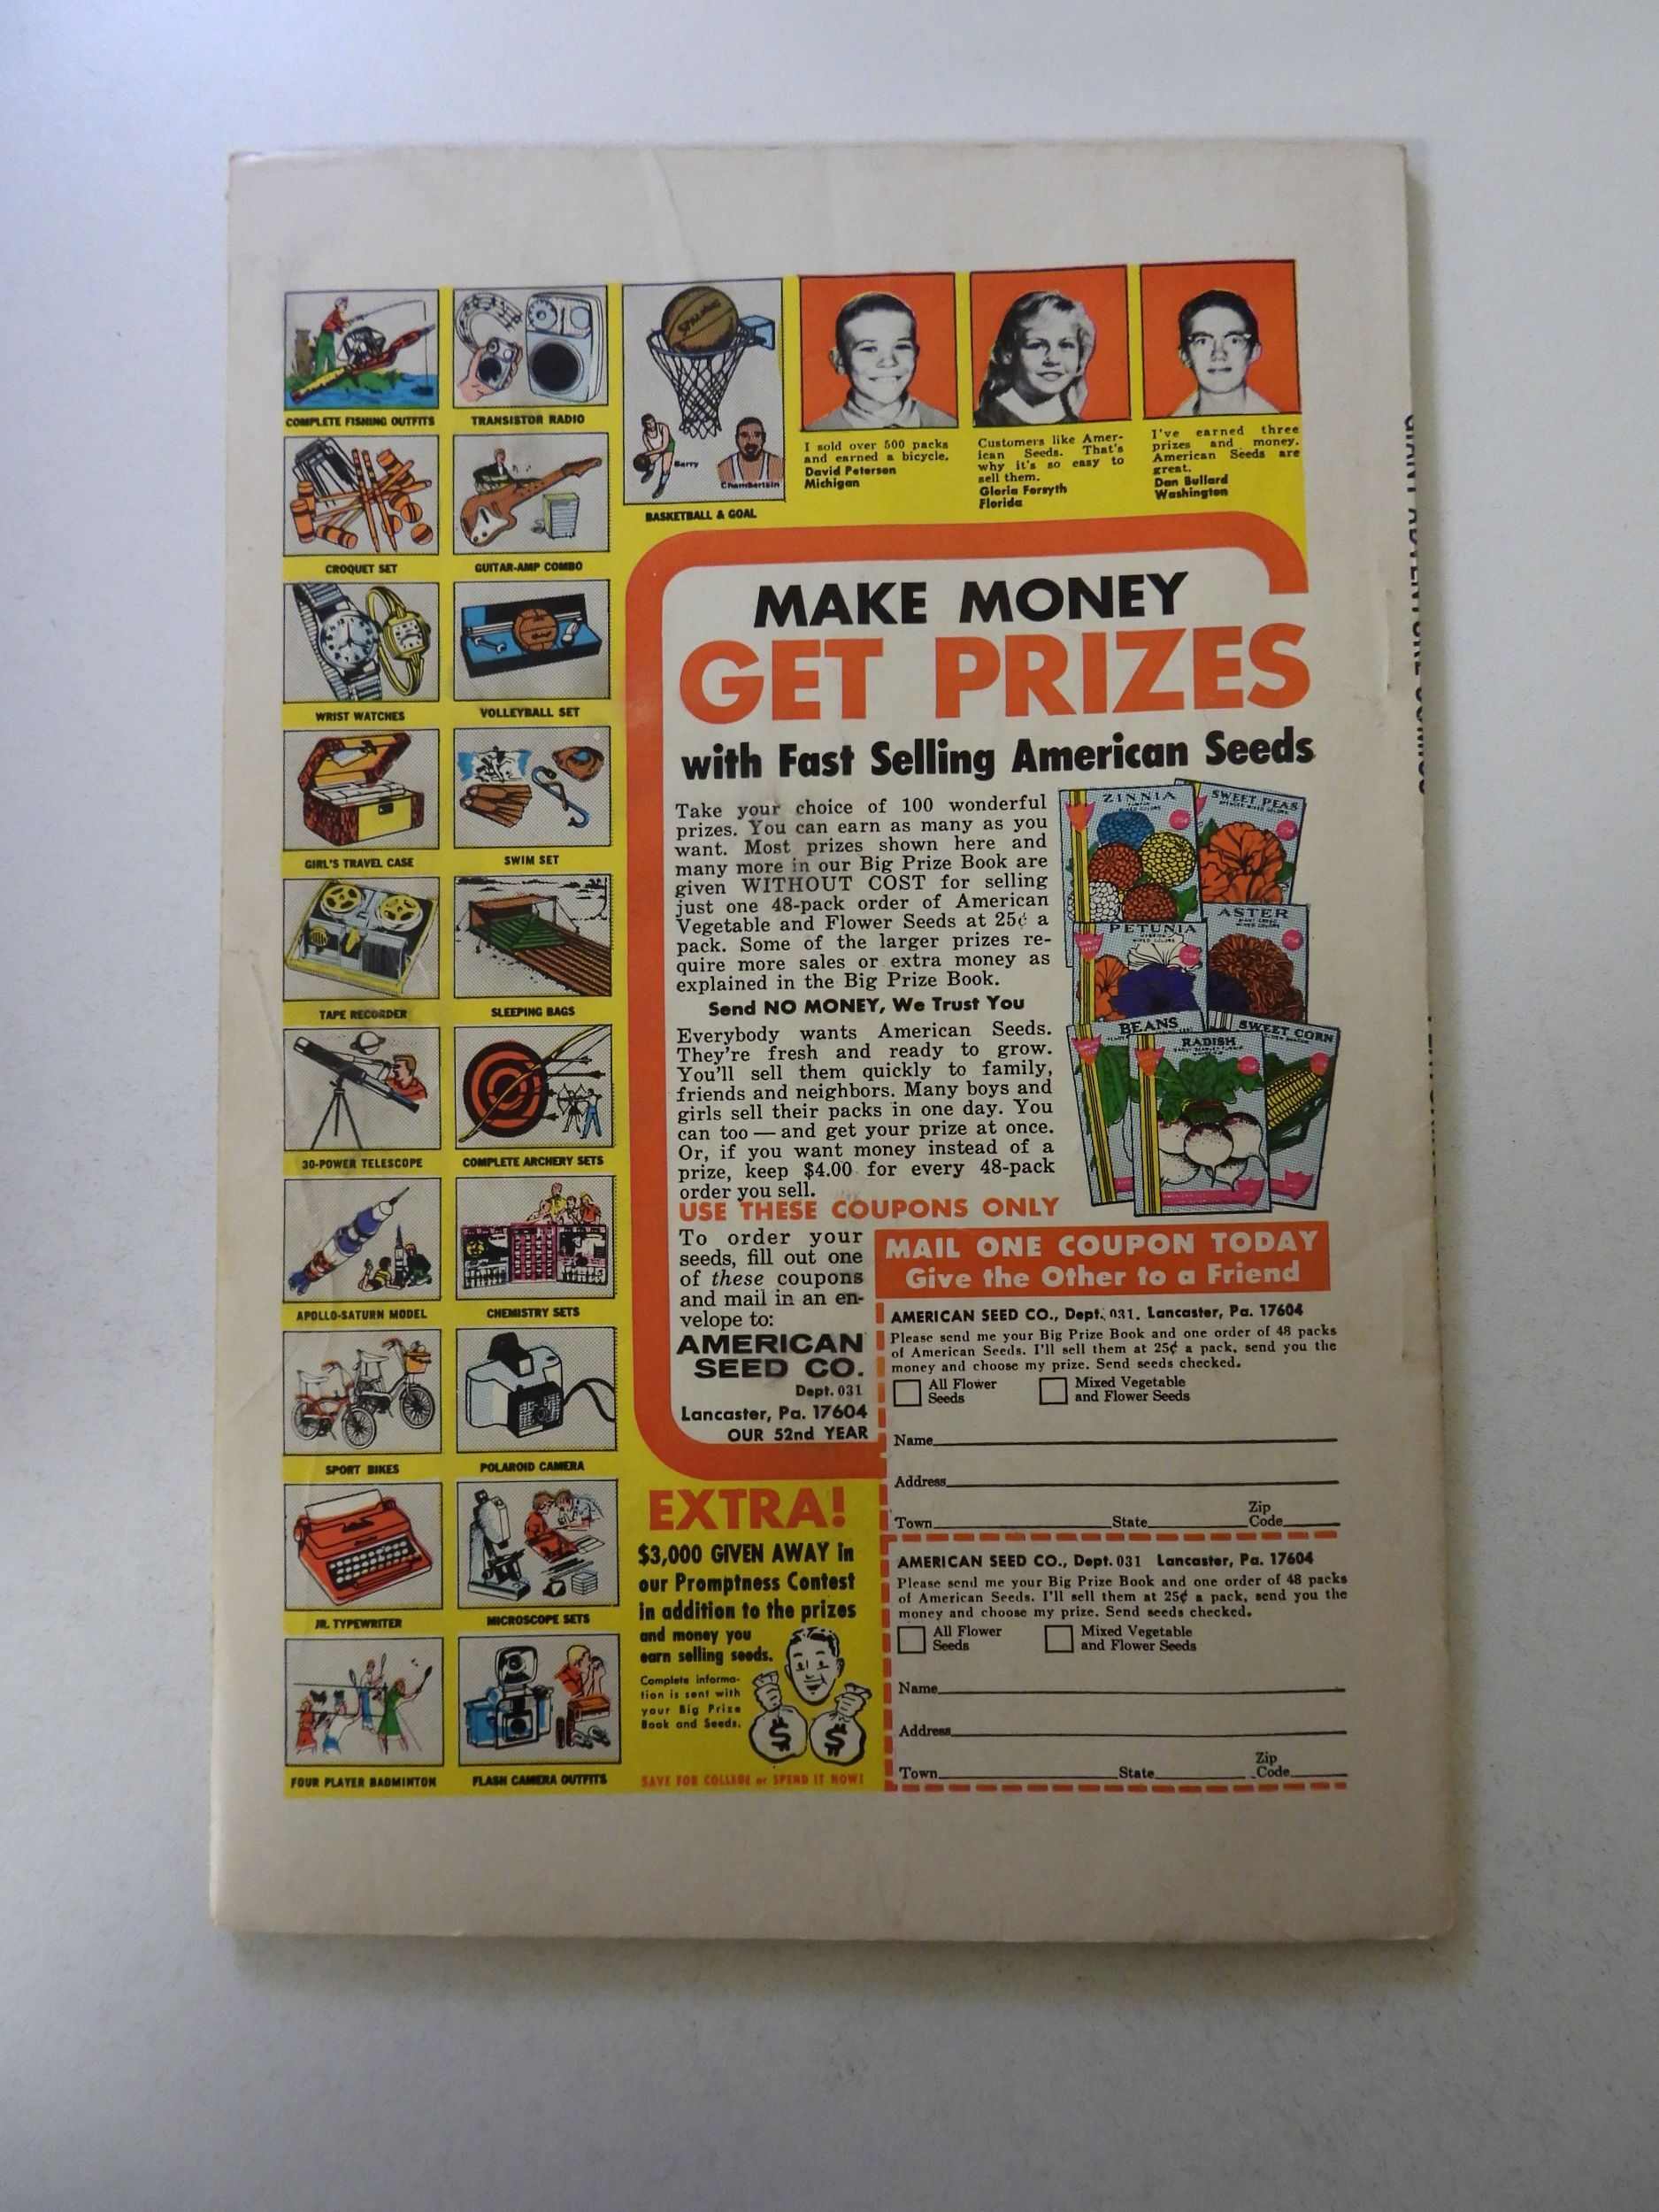 COMPLETE FISHING OUTFITS
TRANSISTOR RADIO
SPALDING
Barry
Chamberlain
BASKETBALL & GOAL
CROQUET SET
GUITAR-AMP COMBO
WRIST WATCHES
VOLLEYBALL SET
GIRL'S TRAVEL CASE
SWIM SET
TAPE RECORDER
SLEEPING BAGS
30-POWER TELESCOPE
COMPLETE ARCHERY SETS
APOLLO-SATURN MODEL
CHEMISTRY SETS
SPORT BIKES
POLAROID CAMERA
JR. TYPEWRITER
MICROSCOPE SETS
FOUR PLAYER BADMINTON
FLASH CAMERA OUTFITS
I sold over 500 packs
and earned a bicycle.
David Peterson
Michigan
Customers like Amer-
ican Seeds. That's
why it's so easy to
sell them.
Gloria Forsyth
Florida
I've earned three
prizes and money.
American Seeds are
great.
Dan Bullard
Washington
MAKE MONEY
GET PRIZES
with Fast Selling American Seeds
Take your choice of 100 wonderful
prizes. You can earn as many as you
want. Most prizes shown here and
many more in our Big Prize Book are
given WITHOUT COST for selling
just one 48-pack order of American
Vegetable and Flower Seeds at 25¢ a
pack. Some of the larger prizes re-
quire more sales or extra money as
explained in the Big Prize Book.
Send NO MONEY, We Trust You
Everybody wants American Seeds.
They're fresh and ready to grow.
You'll sell them quickly to family,
friends and neighbors. Many boys and
girls sell their packs in one day. You
can too — and get your prize at once.
Or, if you want money instead of a
prize, keep $4.00 for every 48-pack
order you sell.
ZINNIA
25¢
SWEET PEAS
25¢
PETUNIA
25¢
ASTER
25¢
BEANS
RADISH
25¢
SWEET CORN
25¢
USE THESE COUPONS ONLY
To order your
seeds, fill out one
of these coupons
and mail in an en-
velope to:
AMERICAN
SEED CO.
Dept. 031
Lancaster, Pa. 17604
OUR 52nd YEAR
MAIL ONE COUPON TODAY
Give the Other to a Friend
AMERICAN SEED CO., Dept. 031. Lancaster, Pa. 17604
Please send me your Big Prize Book and one order of 48 packs
of American Seeds. I'll sell them at 25¢ a pack, send you the
money and choose my prize. Send seeds checked.
All Flower
Seeds
Mixed Vegetable
and Flower Seeds
Name
Address
Town State Zip
Code
AMERICAN SEED CO., Dept. 031 Lancaster, Pa. 17604
Please send me your Big Prize Book and one order of 48 packs
of American Seeds. I'll sell them at 25¢ a pack, send you the
money and choose my prize. Send seeds checked.
All Flower
Seeds
Mixed Vegetable
and Flower Seeds
Name
Address
Town State Zip
Code
EXTRA!
$3,000 GIVEN AWAY in
our Promptness Contest
in addition to the prizes
and money you
earn selling seeds.
Complete informa-
tion is sent with
your Big Prize
Book and Seeds.
$ $
SAVE FOR COLLEGE or SPEND IT NOW!